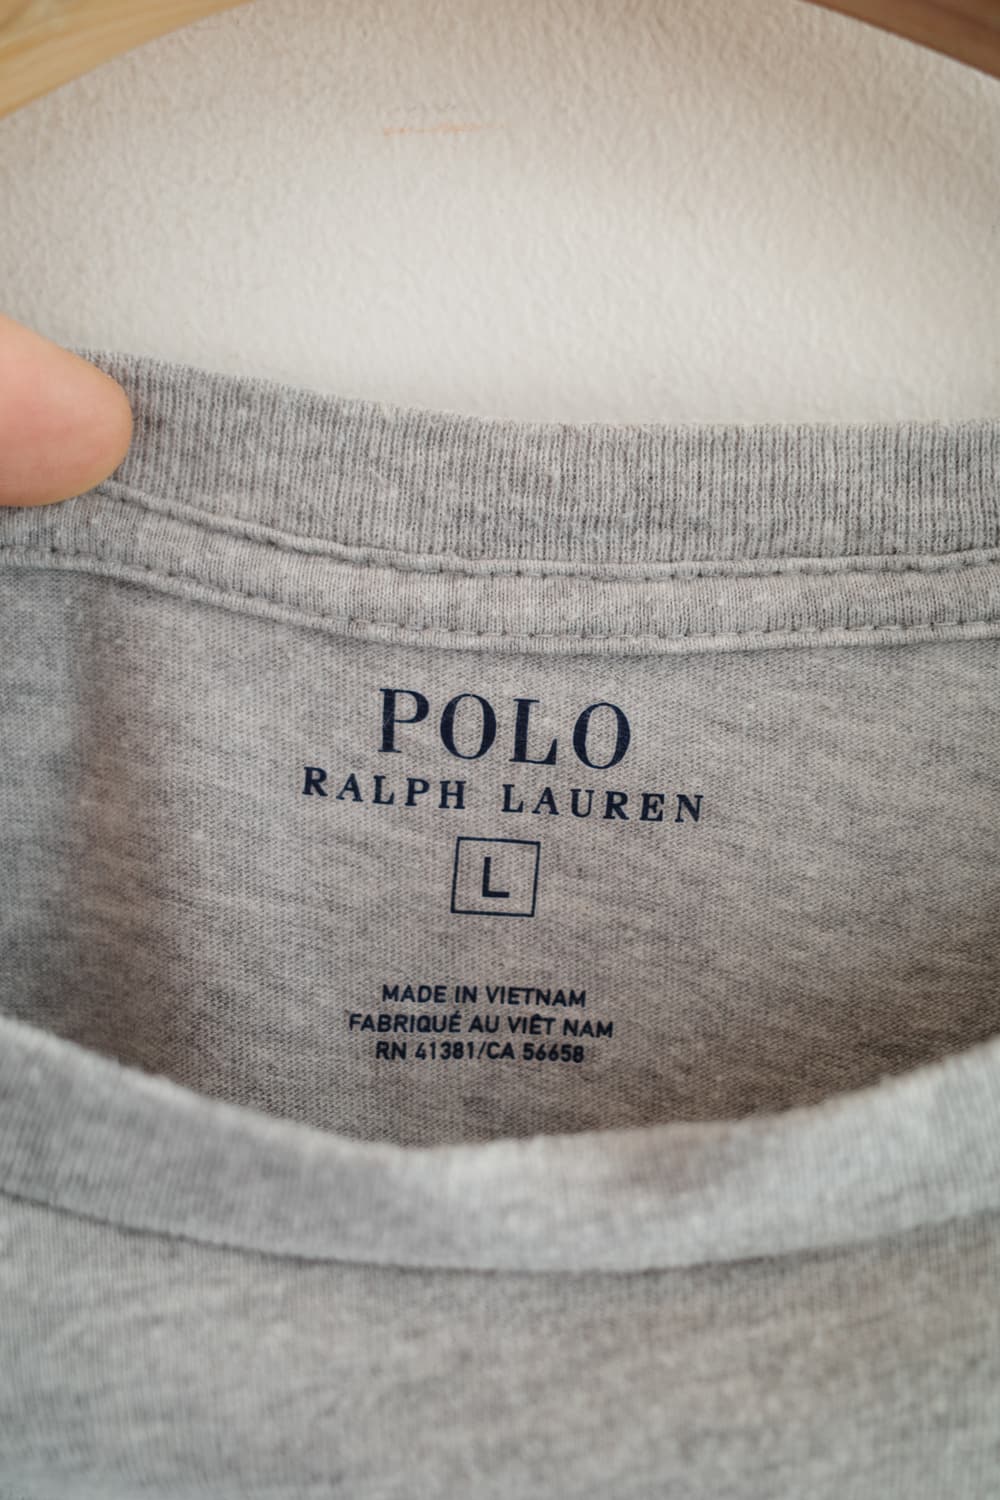 POLO
RALPH LAUREN
L
MADE IN VIETNAM
FABRIQUÉ AU VIÊT NAM
RN 41381/CA 56658